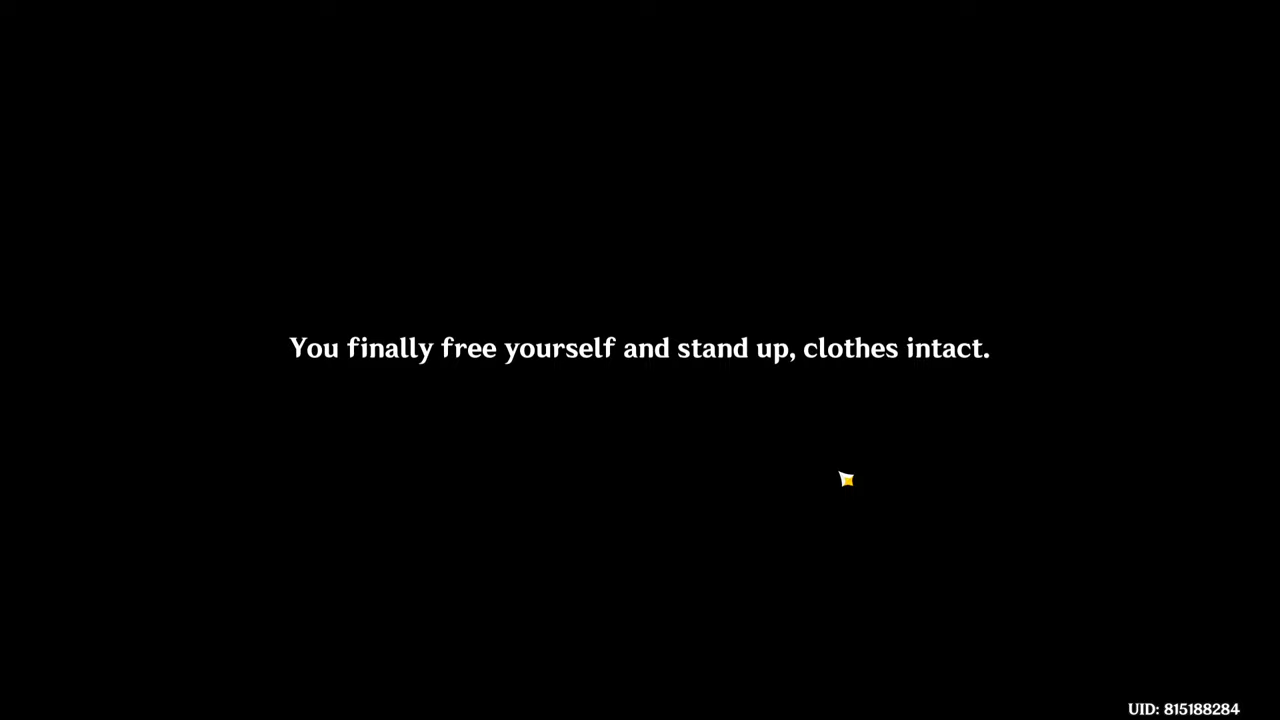 You finally free yourself and stand up, clothes intact.
UID: 815188284